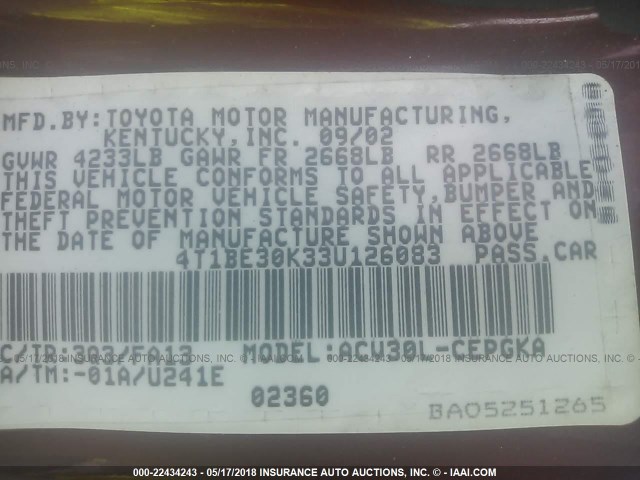 MFD.BY:TOYOTA MOTOR MANUFACTURING,
KENTUCKY,INC. 09/02
GVWR 4233LB GAWR FR 2668LB RR 2668LB
THIS VEHICLE CONFORMS TO ALL APPLICABLE
FEDERAL MOTOR VEHICLE SAFETY,BUMPER AND
THEFT PREVENTION STANDARDS IN EFFECT ON
THE DATE OF MANUFACTURE SHOWN ABOVE
4T1BE30K33U126083 PASS.CAR
C/TR:3Q3/FA13 MODEL:ACV30L-CEPGKA
A/TM:-01A/U241E
02360
BA05251265
000-22434243 - 05/17/2018 INSURANCE AUTO AUCTIONS, INC. - © IAAI.COM